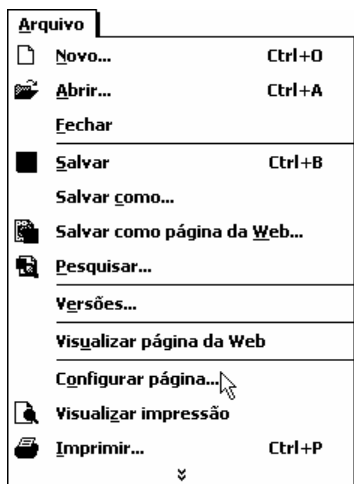 Arquivo
Novo... Ctrl+O
Abrir... Ctrl+A
Fechar
Salvar Ctrl+B
Salvar como...
Salvar como página da Web...
Pesquisar...
Versões...
Visualizar página da Web
Configurar página...
Visualizar impressão
Imprimir... Ctrl+P